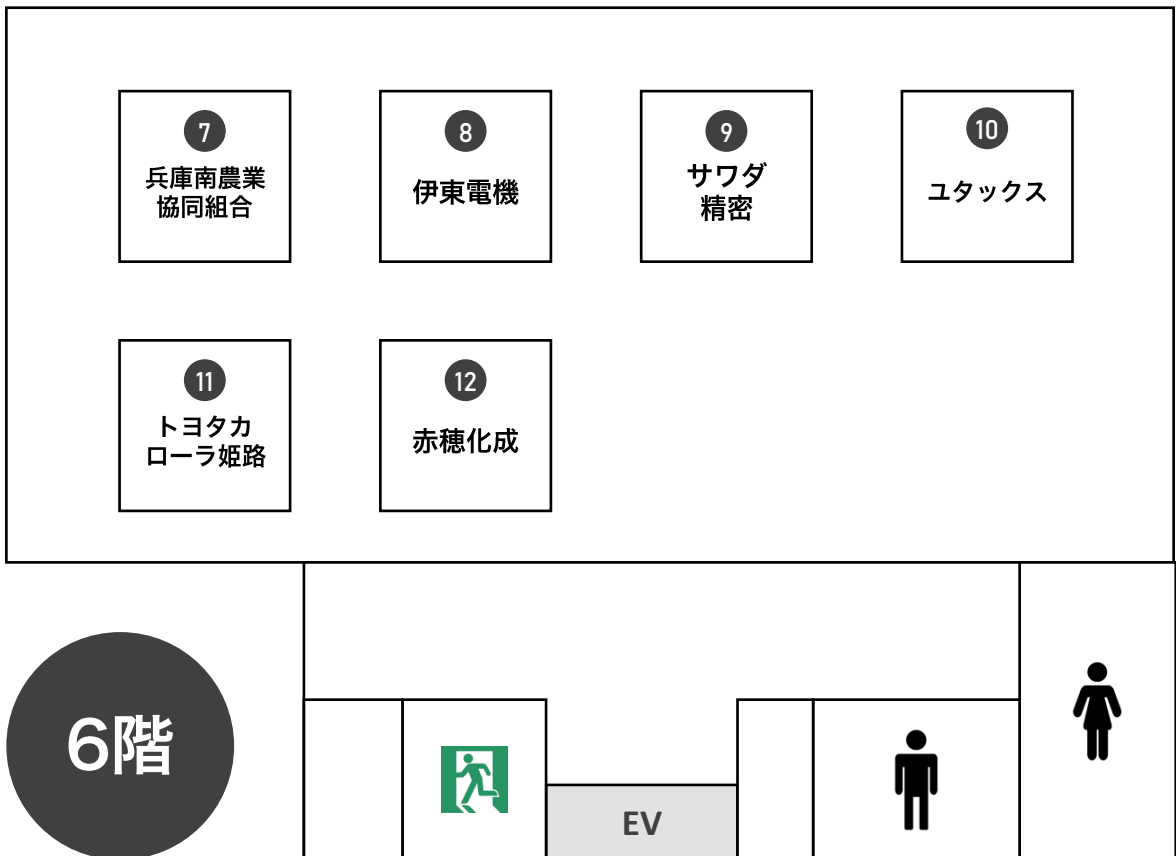 7
兵庫南農業
協同組合
8
伊東電機
9
サワダ
精密
10
ユタックス
11
トヨタカ
ローラ姫路
12
赤穂化成
6階
EV